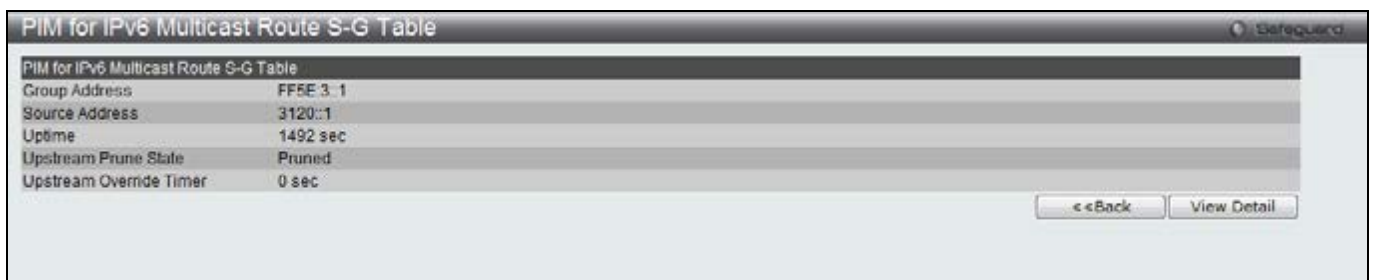 PIM for IPv6 Multicast Route S-G Table
Safeguard
PIM for IPv6 Multicast Route S-G Table
Group Address FF5E:3::1
Source Address 3120::1
Uptime 1492 sec
Upstream Prune State Pruned
Upstream Override Timer 0 sec
<<Back View Detail